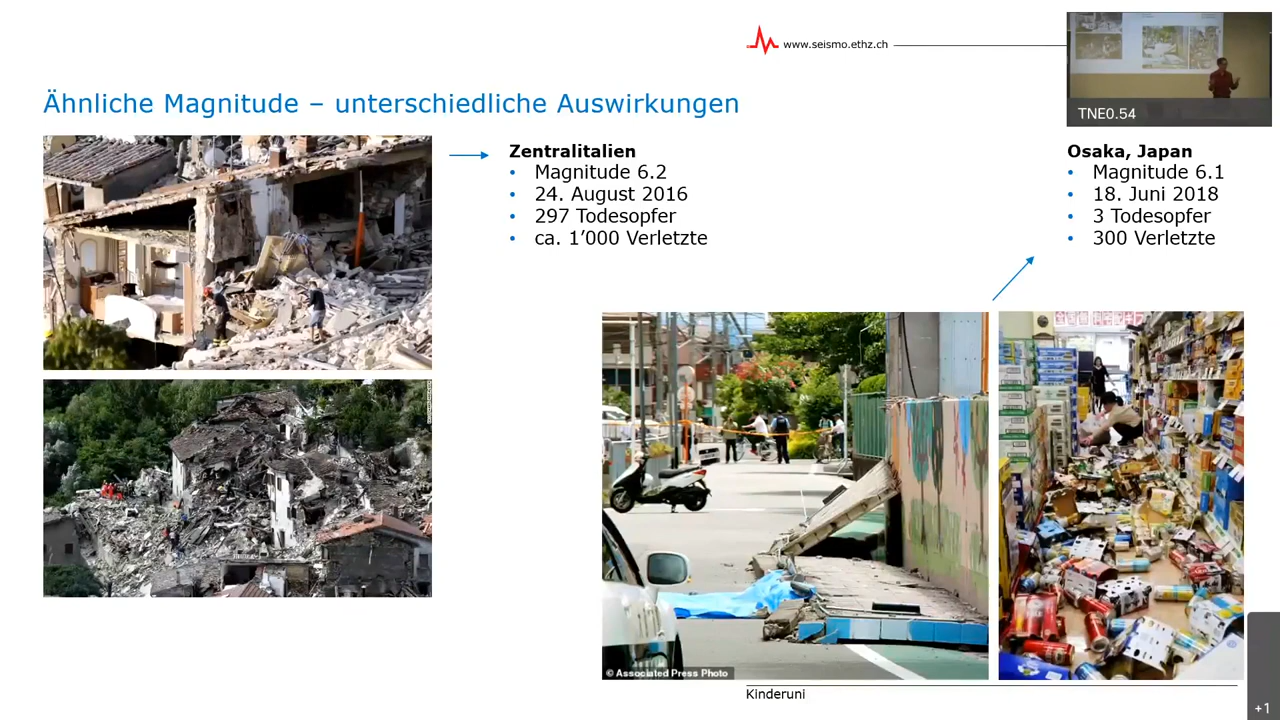 www.seismo.ethz.ch
TNE0.54
Ähnliche Magnitude – unterschiedliche Auswirkungen
Zentralitalien
• Magnitude 6.2
• 24. August 2016
• 297 Todesopfer
• ca. 1’000 Verletzte
Osaka, Japan
• Magnitude 6.1
• 18. Juni 2018
• 3 Todesopfer
• 300 Verletzte
© Associated Press Photo
Kinderuni
+1